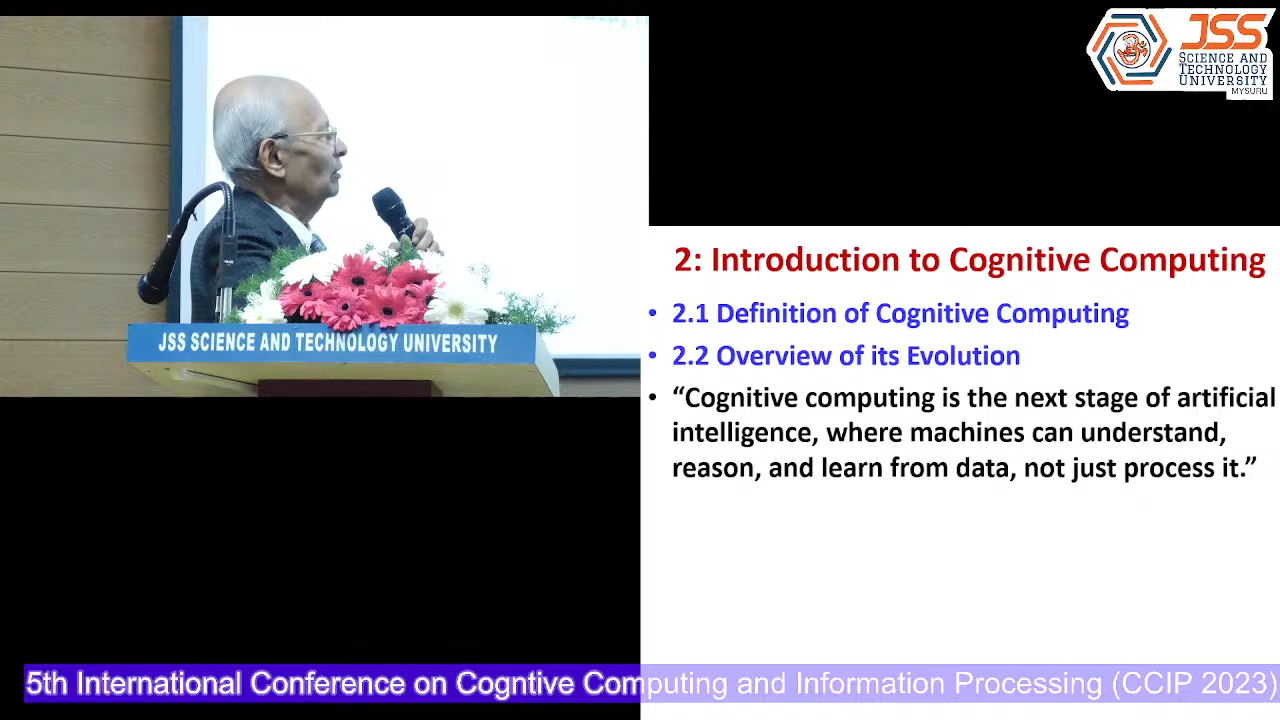 JSS
SCIENCE AND
TECHNOLOGY
UNIVERSITY
MYSURU
JSS SCIENCE AND TECHNOLOGY UNIVERSITY
2: Introduction to Cognitive Computing
• 2.1 Definition of Cognitive Computing
• 2.2 Overview of its Evolution
• “Cognitive computing is the next stage of artificial
intelligence, where machines can understand,
reason, and learn from data, not just process it.”
5th International Conference on Cogntive Computing and Information Processing (CCIP 2023)